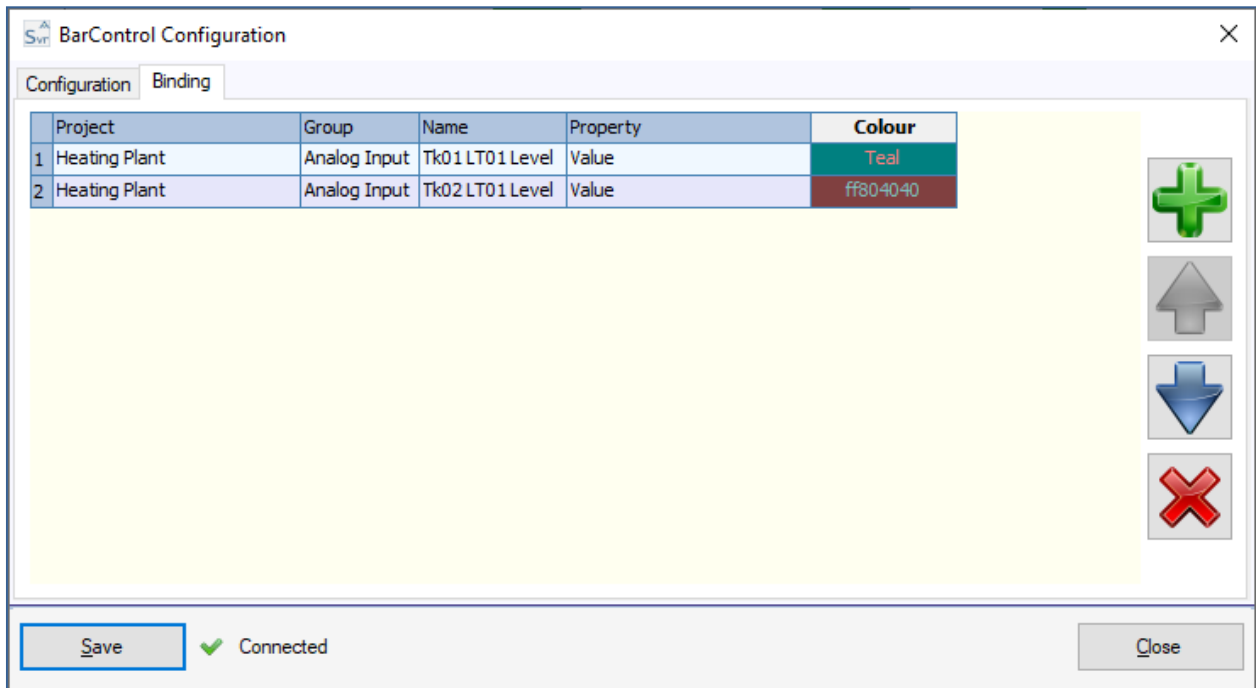 Svr BarControl Configuration
Configuration Binding
Project Group Name Property Colour
1 Heating Plant Analog Input Tk01 LT01 Level Value Teal
2 Heating Plant Analog Input Tk02 LT01 Level Value ff804040
Save Connected Close